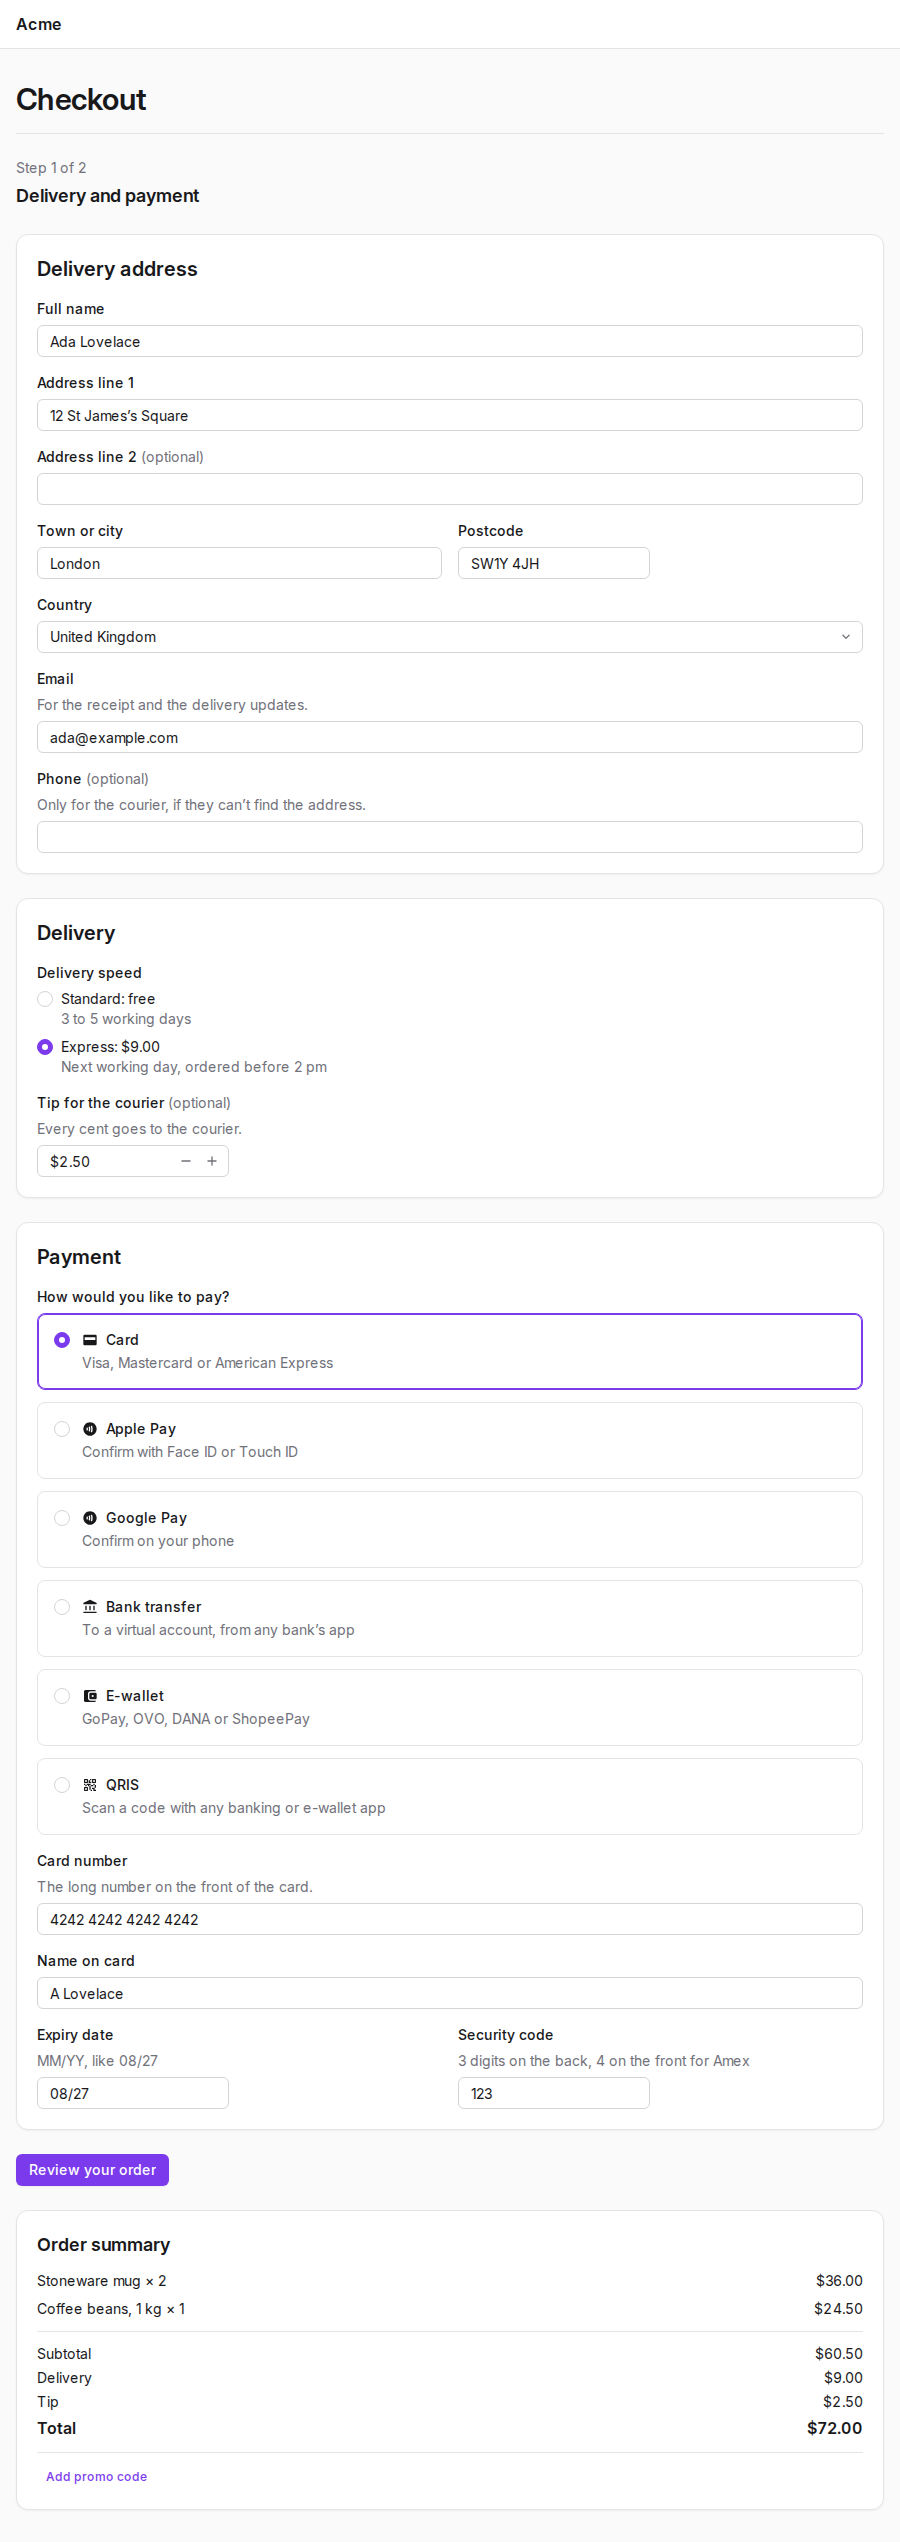 Acme
Checkout
Step 1 of 2
Delivery and payment
Delivery address
Full name
Ada Lovelace
Address line 1
12 St James’s Square
Address line 2 (optional)
Town or city
Postcode
London
SW1Y 4JH
Country
United Kingdom
Email
For the receipt and the delivery updates.
ada@example.com
Phone (optional)
Only for the courier, if they can’t find the address.
Delivery
Delivery speed
Standard: free
3 to 5 working days
Express: $9.00
Next working day, ordered before 2 pm
Tip for the courier (optional)
Every cent goes to the courier.
$2.50
Payment
How would you like to pay?
Card
Visa, Mastercard or American Express
Apple Pay
Confirm with Face ID or Touch ID
Google Pay
Confirm on your phone
Bank transfer
To a virtual account, from any bank’s app
E-wallet
GoPay, OVO, DANA or ShopeePay
QRIS
Scan a code with any banking or e-wallet app
Card number
The long number on the front of the card.
4242 4242 4242 4242
Name on card
A Lovelace
Expiry date
Security code
MM/YY, like 08/27
3 digits on the back, 4 on the front for Amex
08/27
123
Review your order
Order summary
Stoneware mug × 2 $36.00
Coffee beans, 1 kg × 1 $24.50
Subtotal $60.50
Delivery $9.00
Tip $2.50
Total $72.00
Add promo code